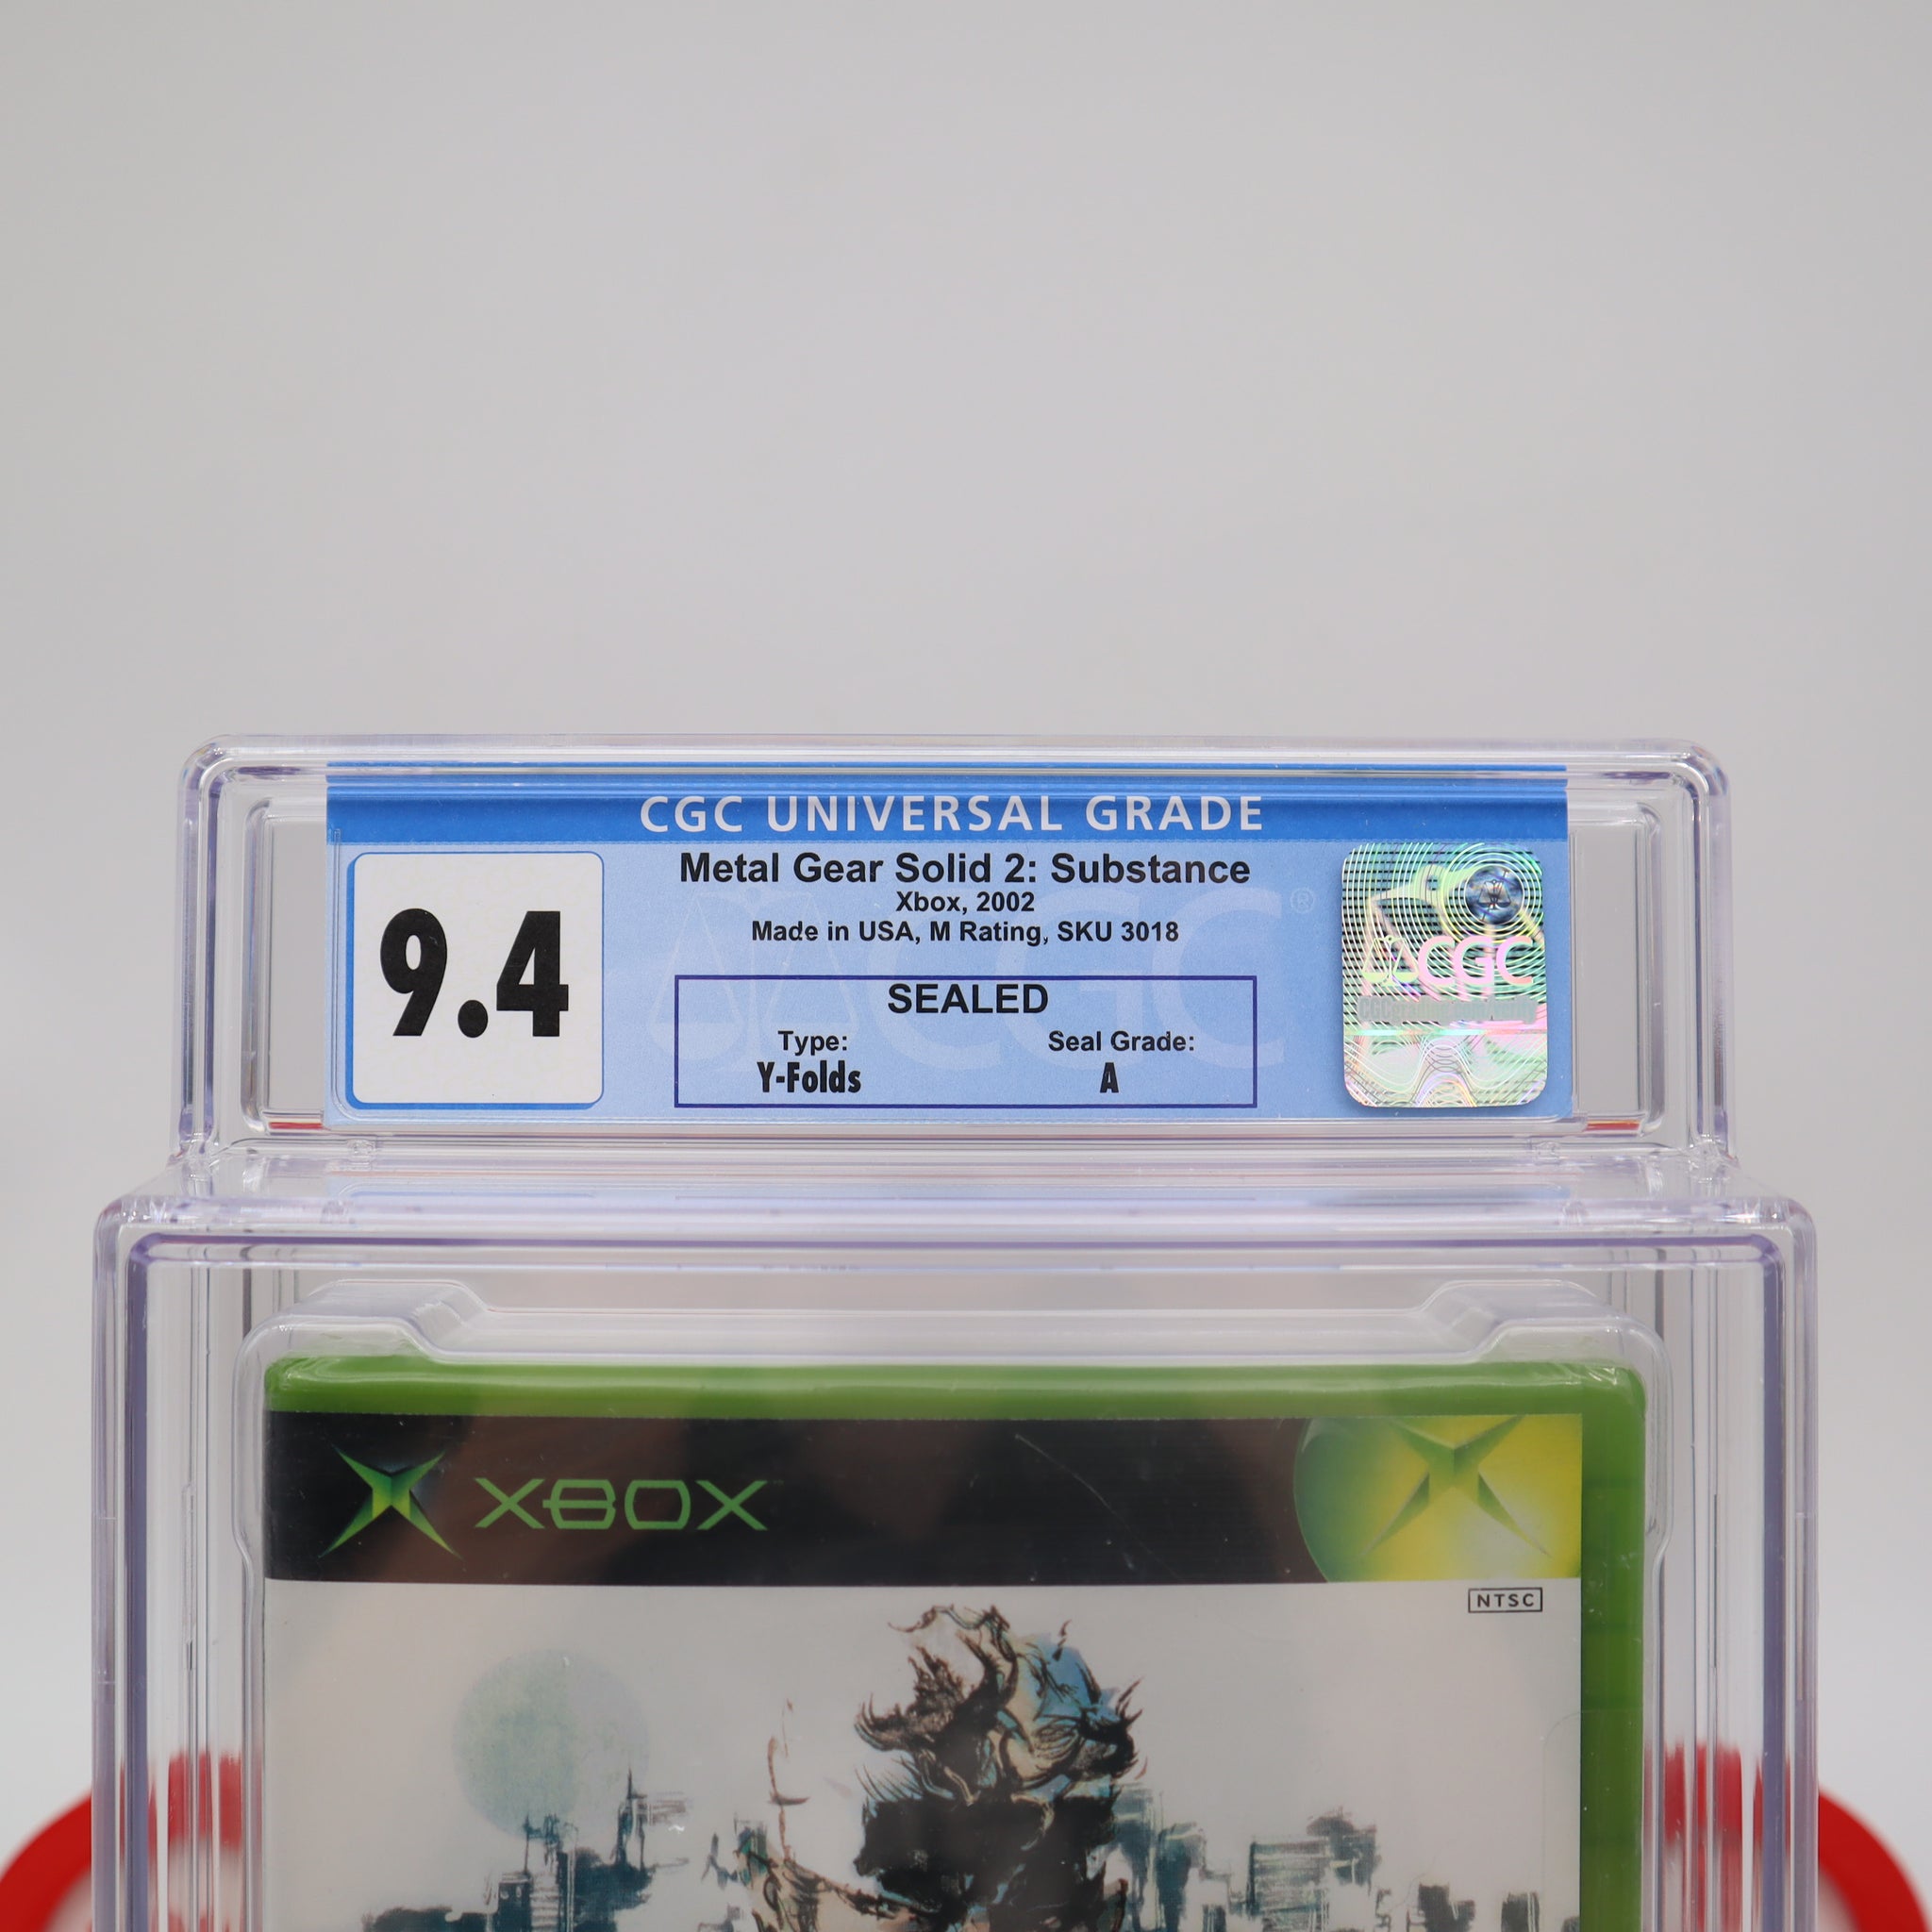 CGC UNIVERSAL GRADE
9.4
Metal Gear Solid 2: Substance
Xbox, 2002
Made in USA, M Rating, SKU 3018
SEALED
Type:
Y-Folds
Seal Grade:
A
CGC®
CGC
XBOX
NTSC